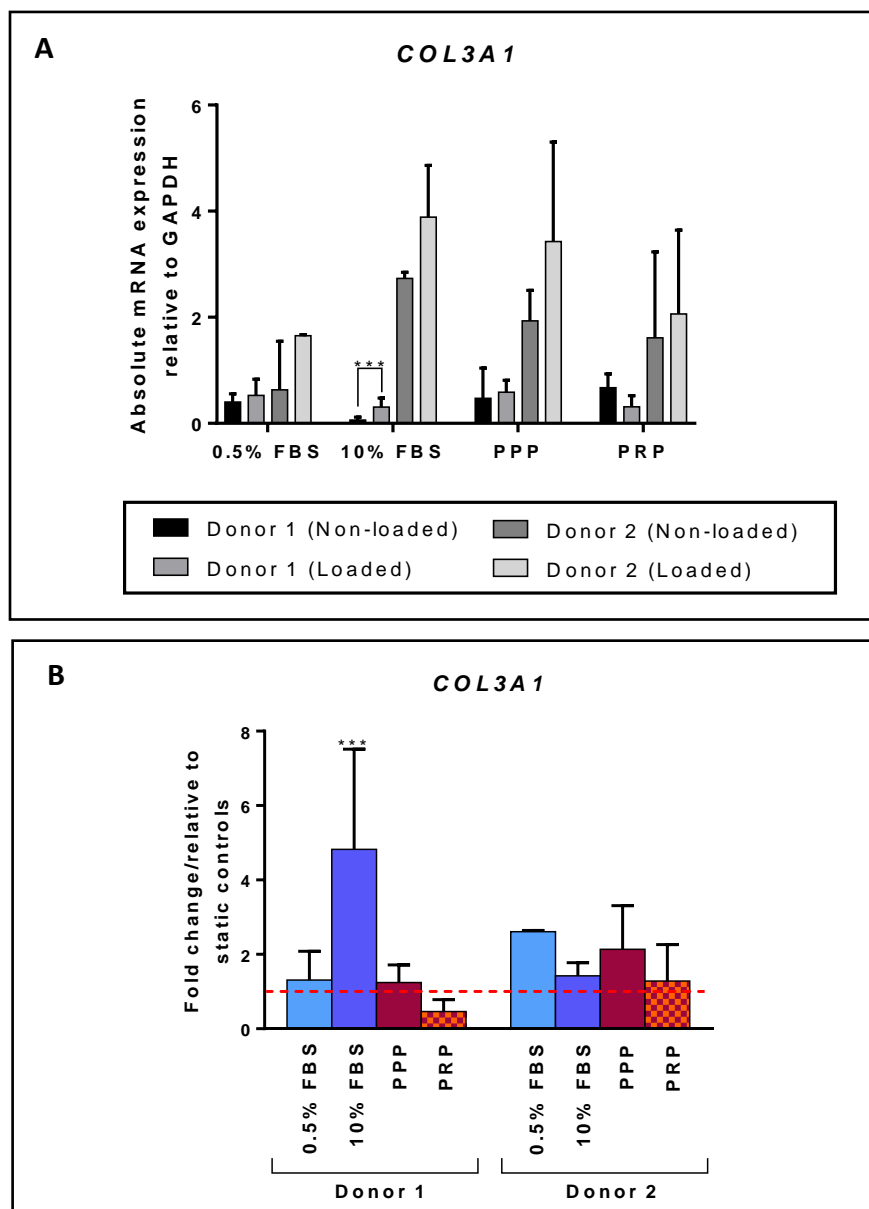 A
COL3A1
Absolute mRNA expression
relative to GAPDH
6
4
2
0
***
0.5% FBS 10% FBS PPP PRP
Donor 1 (Non-loaded) Donor 2 (Non-loaded)
Donor 1 (Loaded) Donor 2 (Loaded)
B
COL3A1
Fold change/relative to
static controls
8
6
4
2
0
***
0.5% FBS 10% FBS PPP PRP 0.5% FBS 10% FBS PPP PRP
Donor 1 Donor 2